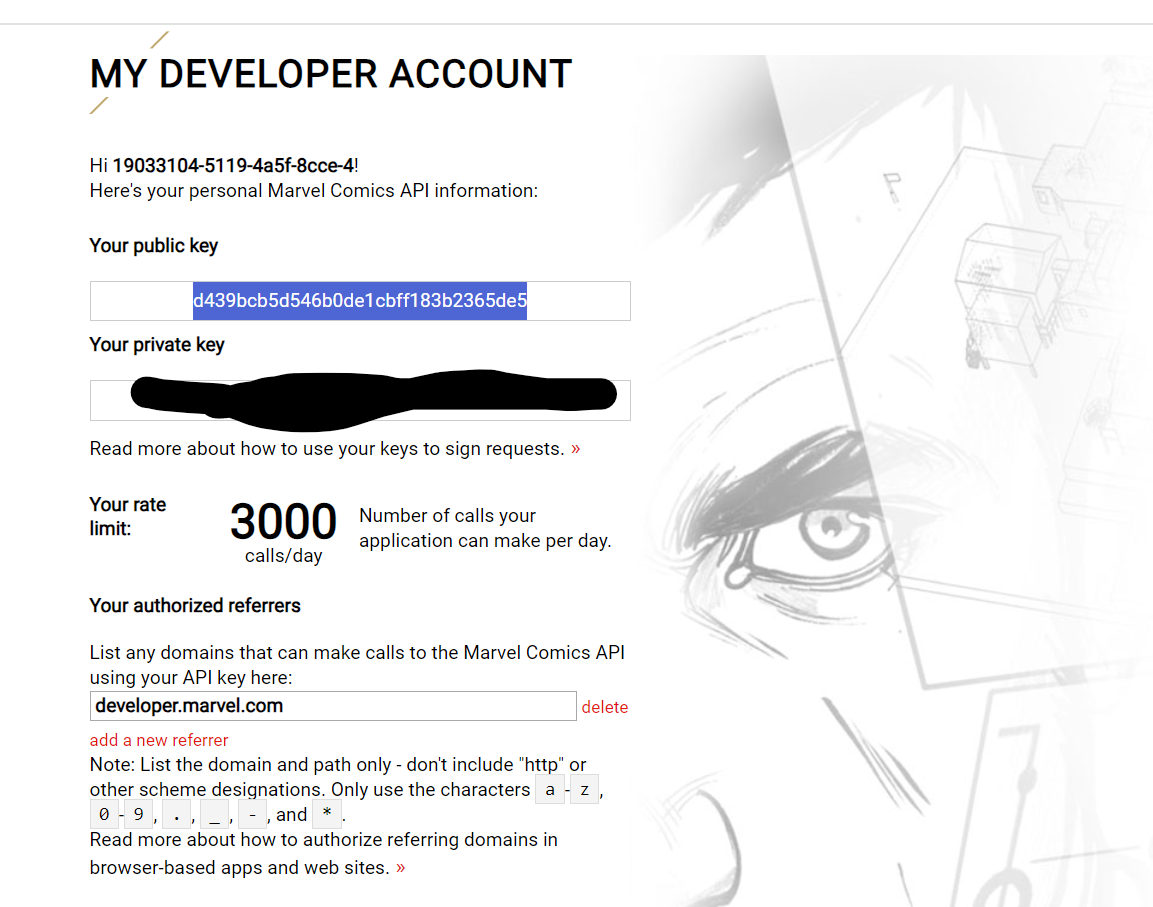 MY DEVELOPER ACCOUNT
Hi 19033104-5119-4a5f-8cce-4!
Here's your personal Marvel Comics API information:
Your public key
d439bcb5d546b0de1cbff183b2365de5
Your private key
Read more about how to use your keys to sign requests. »
Your rate
limit:
3000
calls/day
Number of calls your
application can make per day.
Your authorized referrers
List any domains that can make calls to the Marvel Comics API
using your API key here:
developer.marvel.com delete
add a new referrer
Note: List the domain and path only - don't include "http" or
other scheme designations. Only use the characters a - z ,
0 - 9 , . , _ , - , and * .
Read more about how to authorize referring domains in
browser-based apps and web sites. »